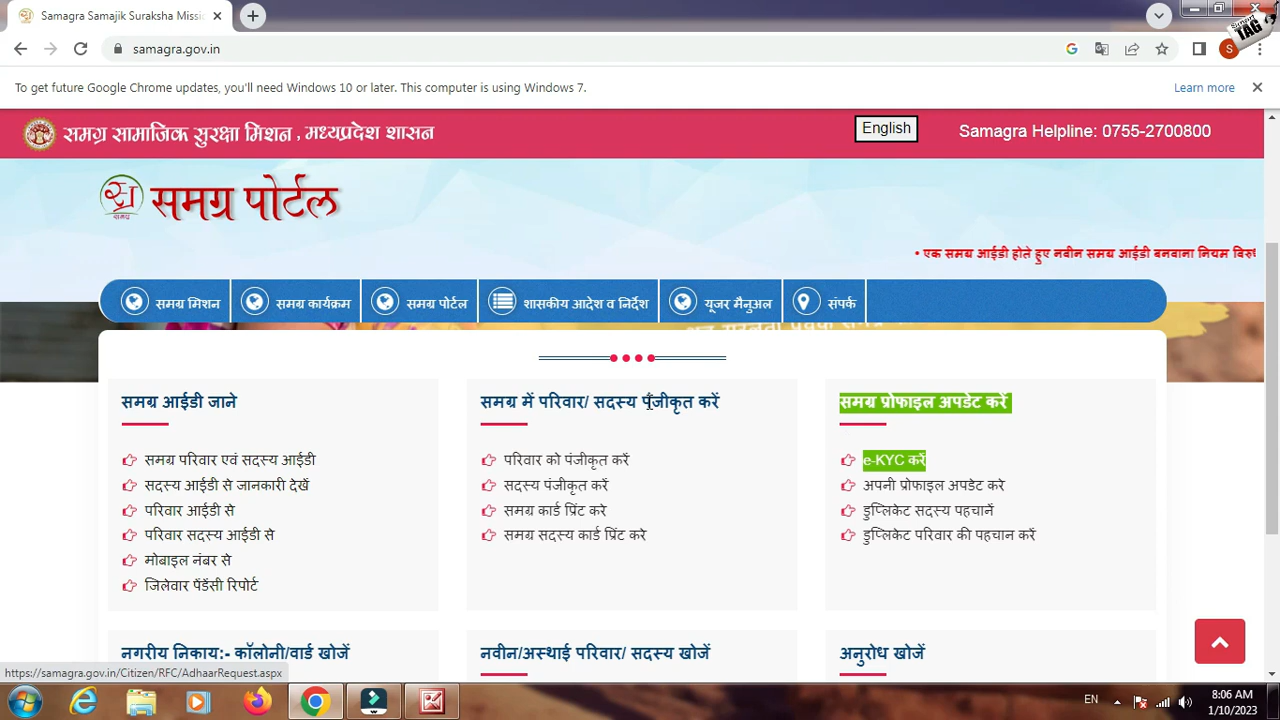 Samagra Samajik Suraksha Missi
samagra.gov.in
S
TAG
To get future Google Chrome updates, you'll need Windows 10 or later. This computer is using Windows 7.
Learn more
समग्र सामाजिक सुरक्षा मिशन , मध्यप्रदेश शासन
English
Samagra Helpline: 0755-2700800
समग्र पोर्टल
• एक समग्र आईडी होते हुए नवीन समग्र आईडी बनवाना नियम विरु
समग्र मिशन
समग्र कार्यक्रम
समग्र पोर्टल
शासकीय आदेश व निर्देश
यूजर मैनुअल
संपर्क
समग्र आईडी जाने
समग्र परिवार एवं सदस्य आईडी
सदस्य आईडी से जानकारी देखें
परिवार आईडी से
परिवार सदस्य आईडी से
मोबाइल नंबर से
जिलेवार पेंडेंसी रिपोर्ट
समग्र में परिवार/ सदस्य पंजीकृत करें
परिवार को पंजीकृत करें
सदस्य पंजीकृत करें
समग्र कार्ड प्रिंट करे
समग्र सदस्य कार्ड प्रिंट करे
समग्र प्रोफाइल अपडेट करें
e-KYC करें
अपनी प्रोफाइल अपडेट करे
डुप्लिकेट सदस्य पहचानें
डुप्लिकेट परिवार की पहचान करें
नगरीय निकाय:- कॉलोनी/वार्ड खोजें
नवीन/अस्थाई परिवार/ सदस्य खोजें
अनुरोध खोजें
https://samagra.gov.in/Citizen/RFC/AdhaarRequest.aspx
EN
8:06 AM
1/10/2023